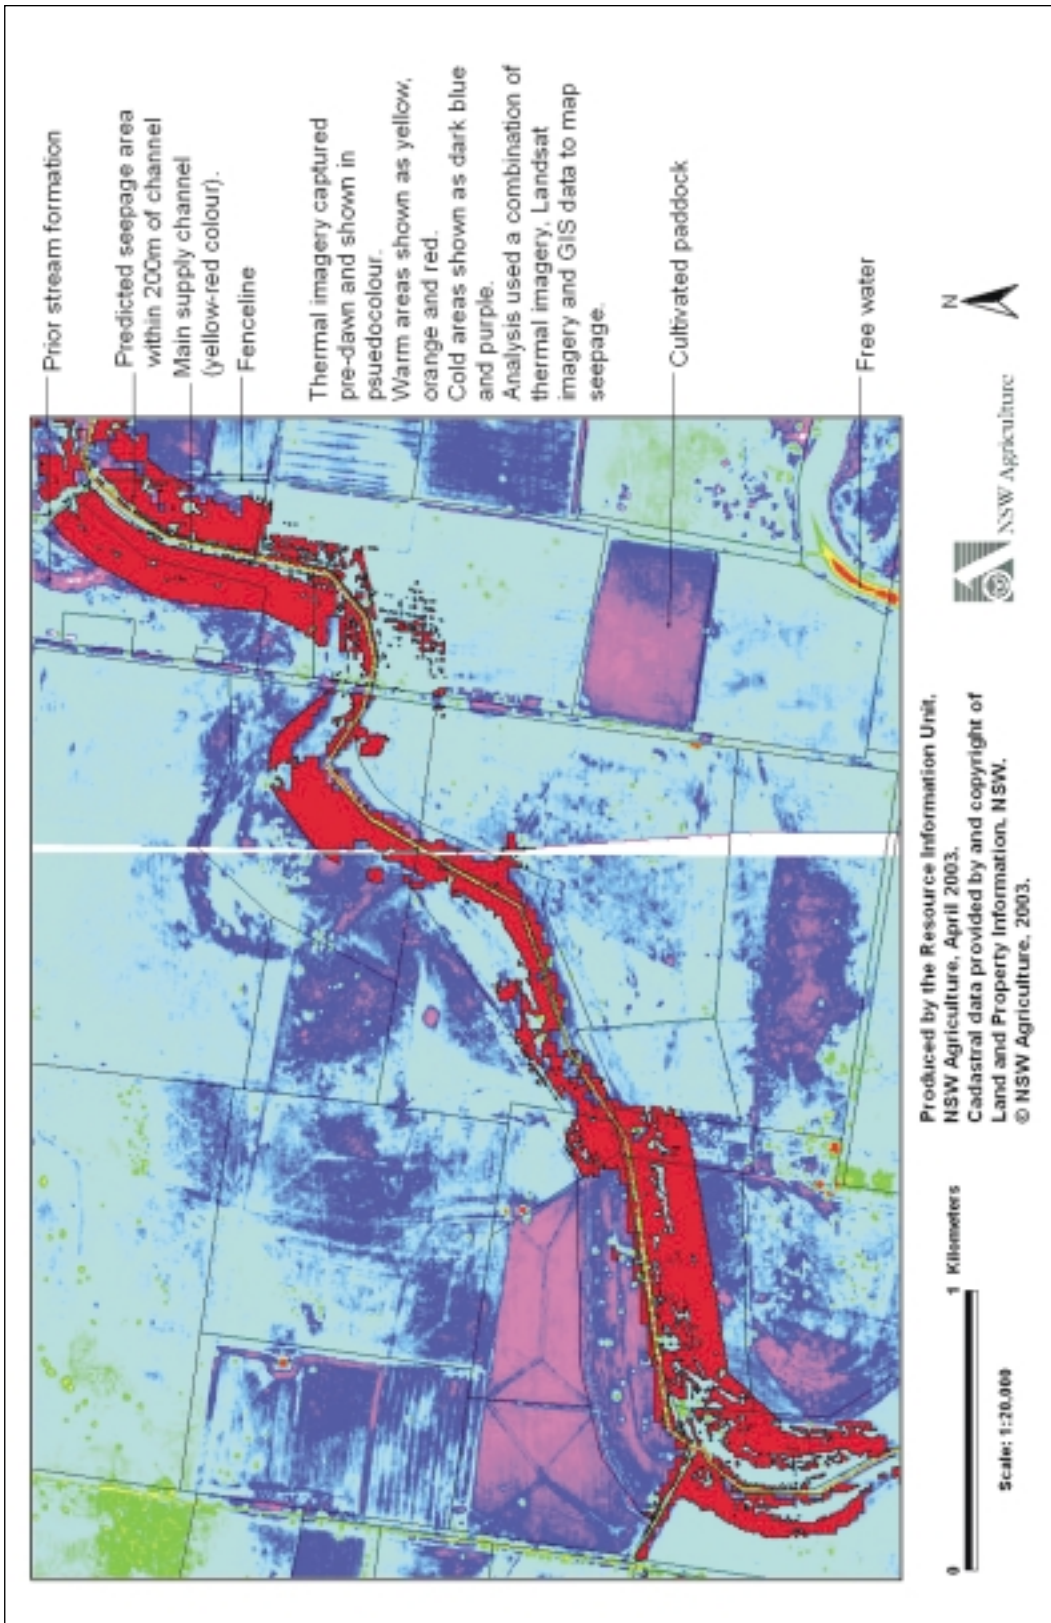 Prior stream formation
Predicted seepage area
within 200m of channel
Main supply channel
(yellow-red colour).
Fenceline
Thermal imagery captured
pre-dawn and shown in
psuedocolour.
Warm areas shown as yellow,
orange and red.
Cold areas shown as dark blue
and purple.
Analysis used a combination of
thermal imagery, Landsat
imagery and GIS data to map
seepage.
Cultivated paddock
Free water
N
NSW Agriculture
Produced by the Resource Information Unit,
NSW Agriculture, April 2003.
Cadastral data provided by and copyright of
Land and Property Information, NSW.
© NSW Agriculture, 2003.
0 1 Kilometers
Scale: 1:20,000